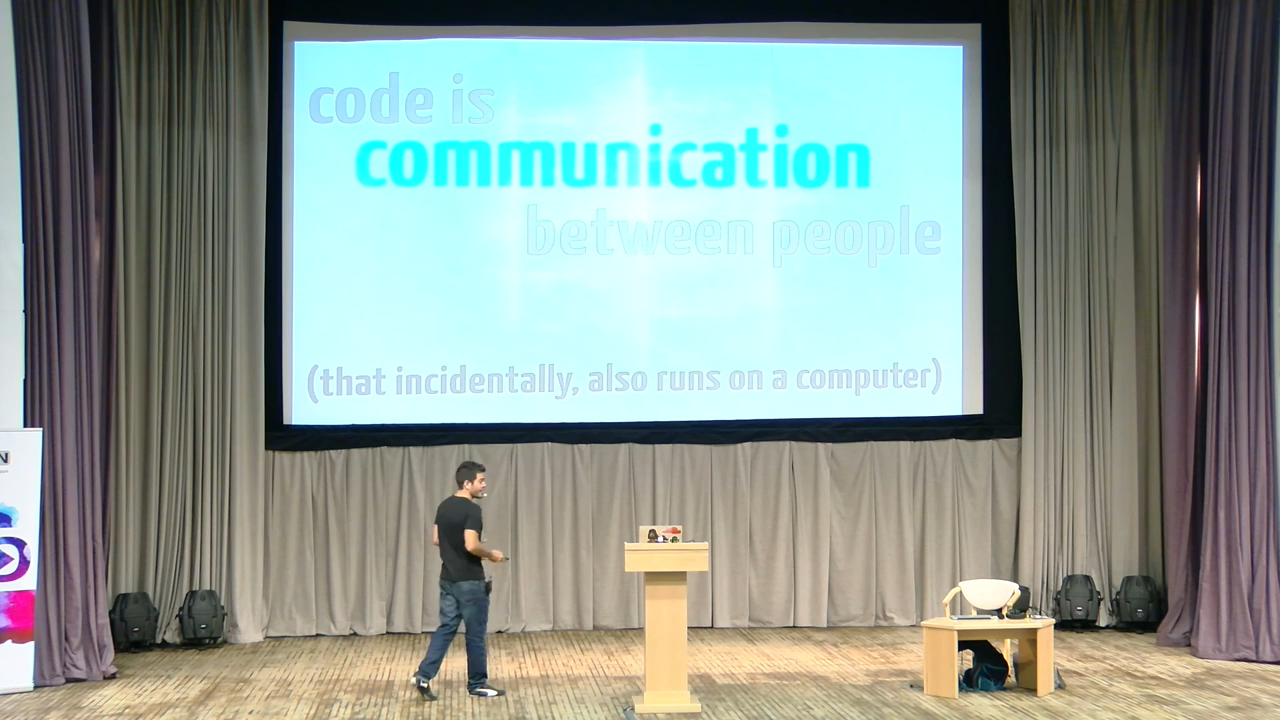 code is
communication
between people
(that incidentally, also runs on a computer)
N